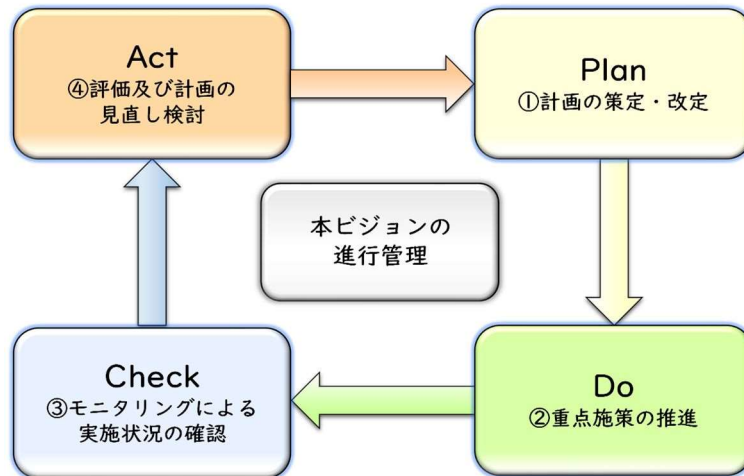 Act
④評価及び計画の
見直し検討
Plan
①計画の策定・改定
本ビジョンの
進行管理
Check
③モニタリングによる
実施状況の確認
Do
②重点施策の推進